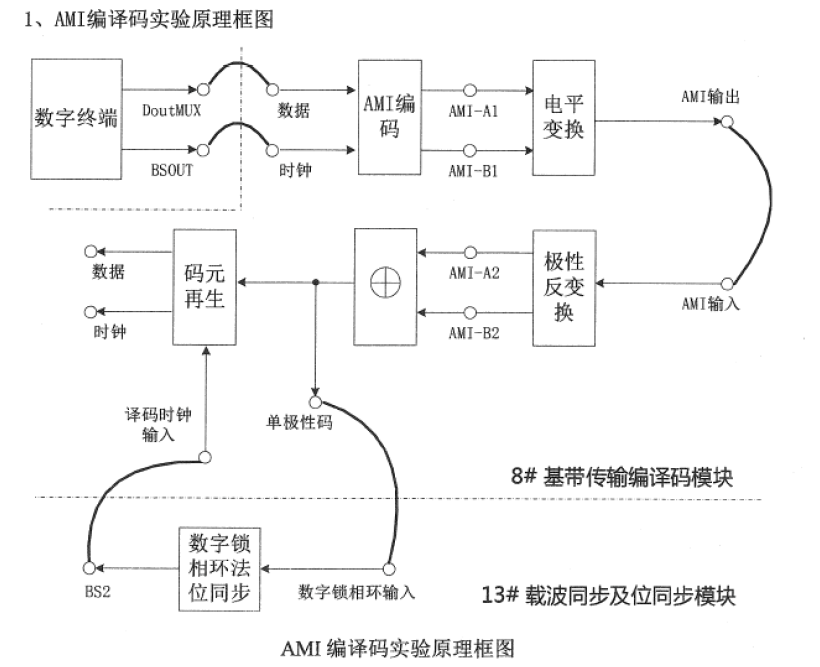 1、AMI编译码实验原理框图
数字终端
DoutMUX
BSOUT
数据
时钟
AMI编
码
AMI-A1
AMI-B1
电平
变换
AMI输出
数据
时钟
码元
再生
AMI-A2
AMI-B2
极性
反变
换
AMI输入
译码时钟
输入
单极性码
8# 基带传输编译码模块
数字锁
相环法
位同步
BS2
数字锁相环输入
13# 载波同步及位同步模块
AMI 编译码实验原理框图